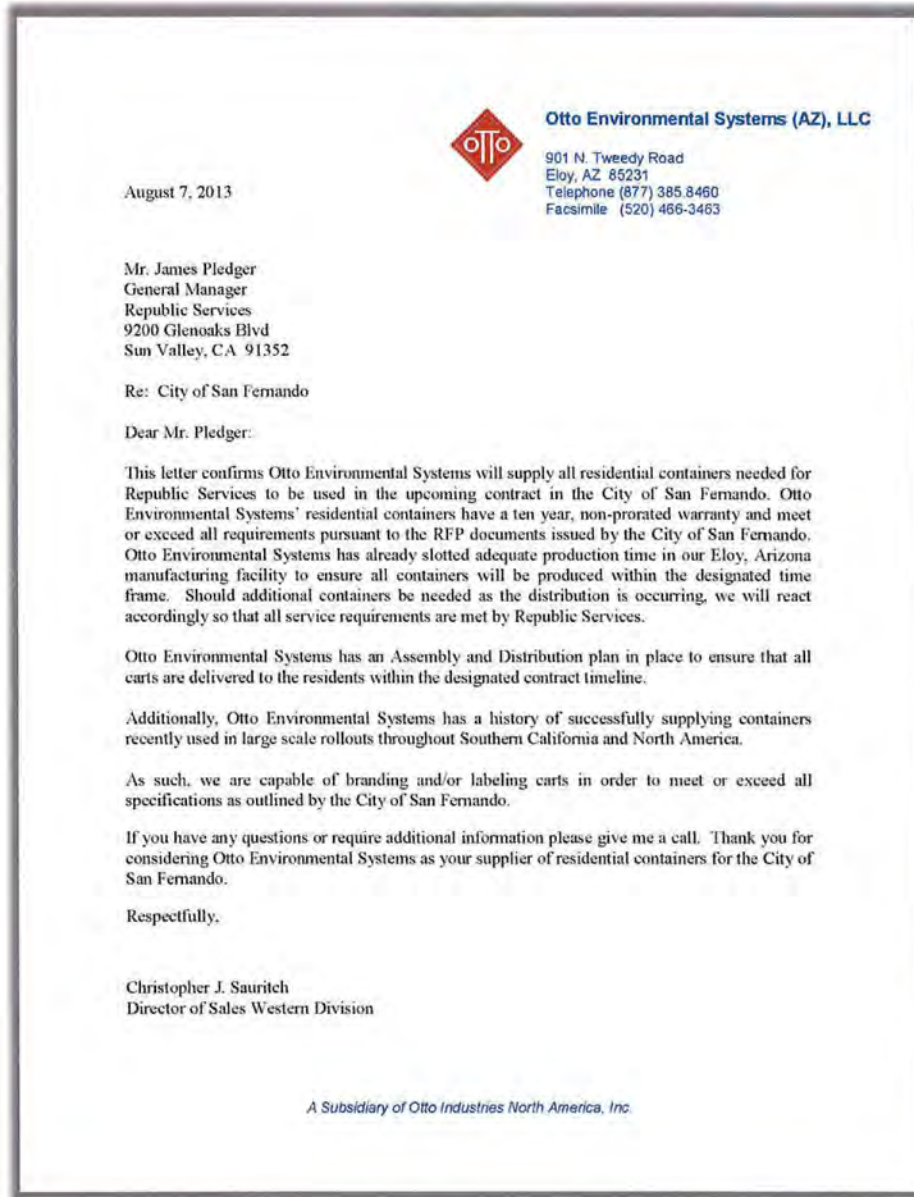 OTTO
Otto Environmental Systems (AZ), LLC
901 N. Tweedy Road
Eloy, AZ 85231
Telephone (877) 385.8460
Facsimile (520) 466-3463
August 7, 2013
Mr. James Pledger
General Manager
Republic Services
9200 Glenoaks Blvd
Sun Valley, CA 91352
Re: City of San Fernando
Dear Mr. Pledger:
This letter confirms Otto Environmental Systems will supply all residential containers needed for
Republic Services to be used in the upcoming contract in the City of San Fernando. Otto
Environmental Systems' residential containers have a ten year, non-prorated warranty and meet
or exceed all requirements pursuant to the RFP documents issued by the City of San Fernando.
Otto Environmental Systems has already slotted adequate production time in our Eloy, Arizona
manufacturing facility to ensure all containers will be produced within the designated time
frame. Should additional containers be needed as the distribution is occurring, we will react
accordingly so that all service requirements are met by Republic Services.
Otto Environmental Systems has an Assembly and Distribution plan in place to ensure that all
carts are delivered to the residents within the designated contract timeline.
Additionally, Otto Environmental Systems has a history of successfully supplying containers
recently used in large scale rollouts throughout Southern California and North America.
As such, we are capable of branding and/or labeling carts in order to meet or exceed all
specifications as outlined by the City of San Fernando.
If you have any questions or require additional information please give me a call. Thank you for
considering Otto Environmental Systems as your supplier of residential containers for the City of
San Fernando.
Respectfully,
Christopher J. Sauritch
Director of Sales Western Division
A Subsidiary of Otto Industries North America, Inc.